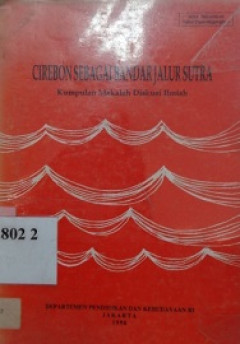 CIREBON SEBAGAI BANDAR JALUR SUTRA
Kumpulan Makalah Diskusi Ilmiah
802 2
DEPARTEMEN PENDIDIKAN DAN KEBUDAYAAN RI
JAKARTA